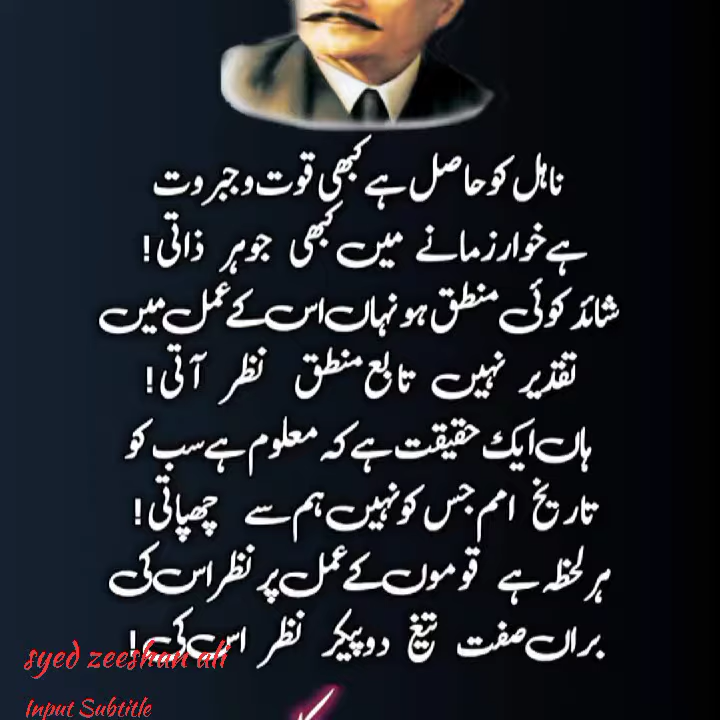 نااہل کو حاصل ہے کبھی قوت و جبروت
ہے خوار زمانے میں کبھی جوہر ذاتی!
شائد کوئی منطق ہو نہاں اس کے عمل میں
تقدیر نہیں تابع منطق نظر آتی!
ہاں ایک حقیقت ہے کہ معلوم ہے سب کو
تاریخ امم جس کو نہیں ہم سے چھپاتی!
ہر لحظہ ہے قوموں کے عمل پر نظر اس کی
براں صفت تیغ دو پیکر نظر اس کی!
syed zeeshan ali
Input Subtitle